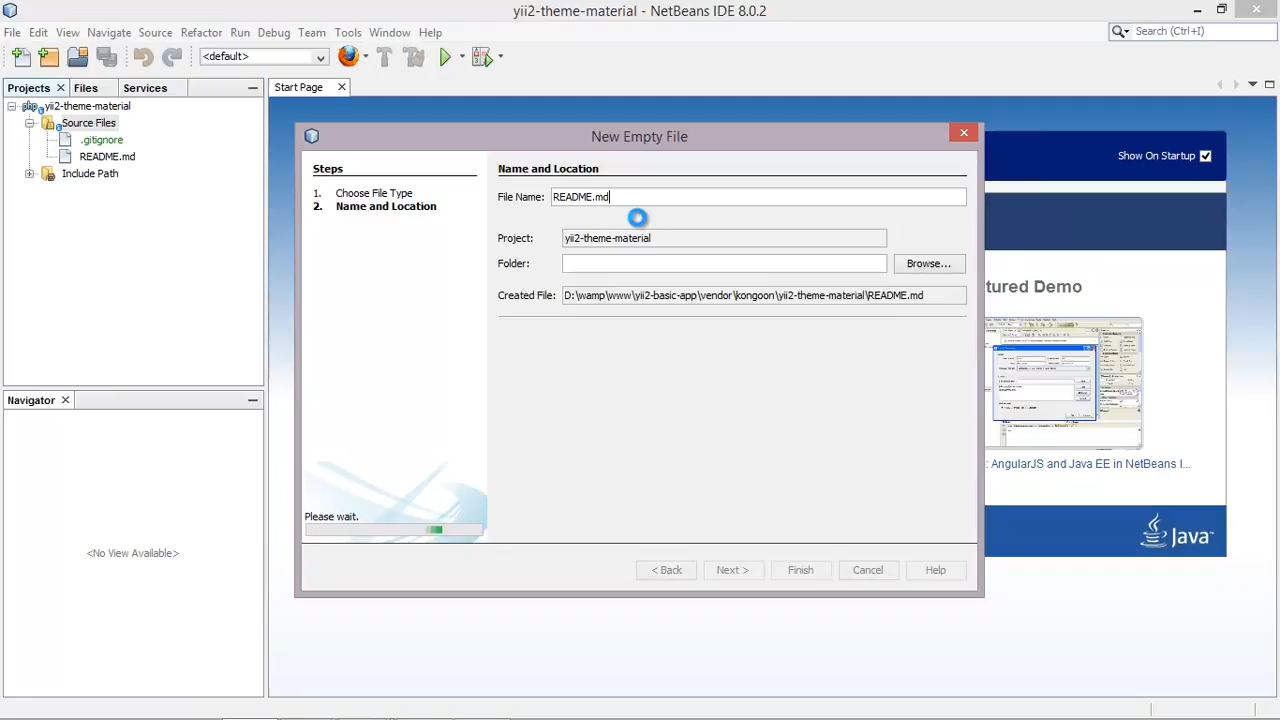 yii2-theme-material - NetBeans IDE 8.0.2
File Edit View Navigate Source Refactor Run Debug Team Tools Window Help
Search (Ctrl+I)
<default>
Projects Files Services
Start Page
yii2-theme-material
Source Files
.gitignore
README.md
Include Path
Navigator
<No View Available>
New Empty File
Steps
1. Choose File Type
2. Name and Location
Please wait.
Name and Location
File Name: README.md
Project: yii2-theme-material
Folder:
Browse...
Created File: D:\wamp\www\yii2-basic-app\vendor\kongoon\yii2-theme-material\README.md
< Back Next > Finish Cancel Help
Show On Startup
tured Demo
: AngularJS and Java EE in NetBeans I...
Java™